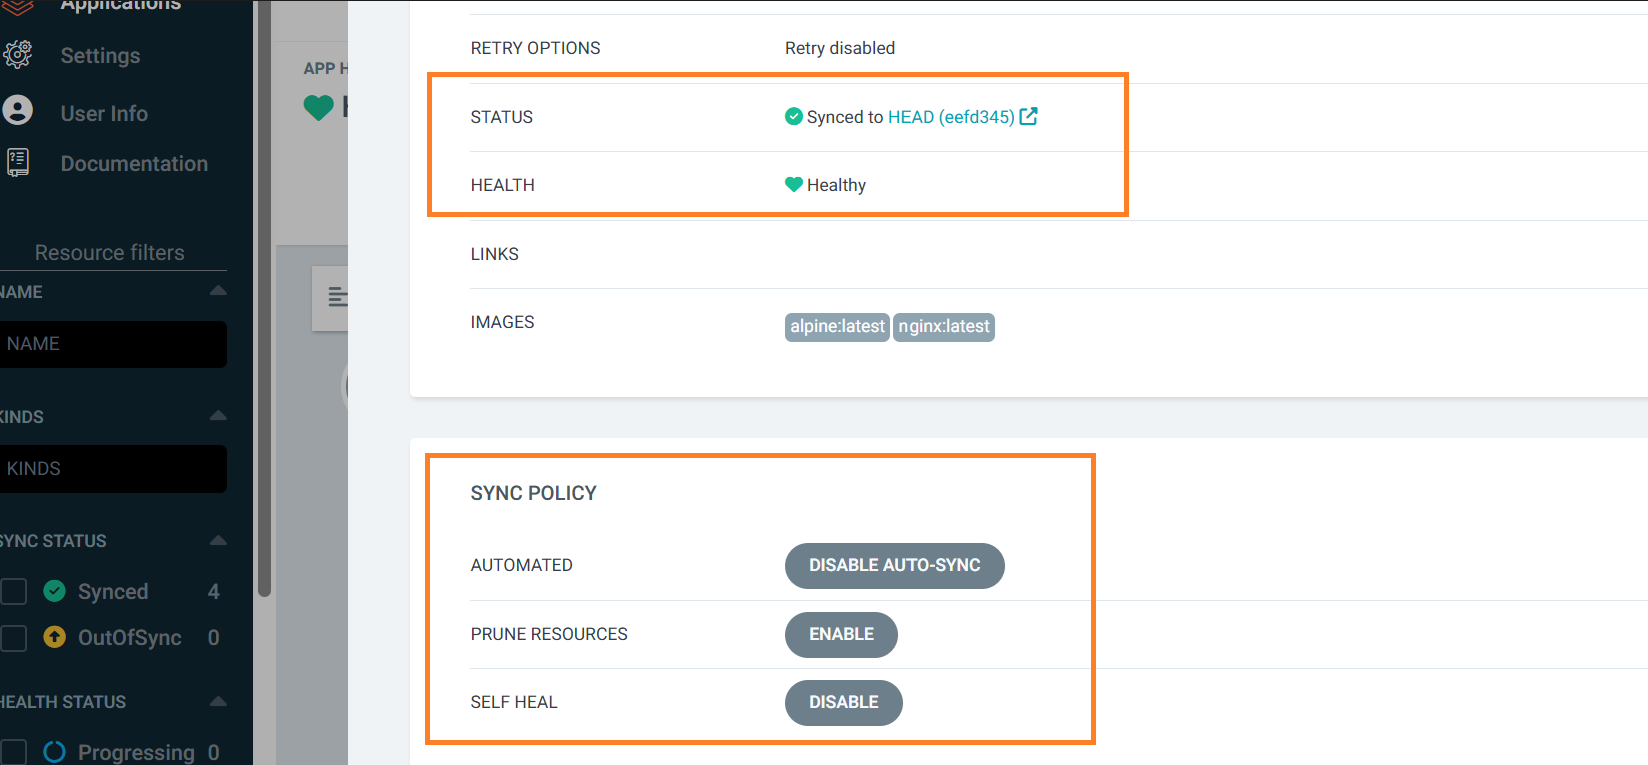 Applications
Settings
User Info
Documentation
Resource filters
NAME
NAME
KINDS
KINDS
SYNC STATUS
Synced 4
OutOfSync 0
HEALTH STATUS
Progressing 0
APP H
RETRY OPTIONS Retry disabled
STATUS Synced to HEAD (eefd345)
HEALTH Healthy
LINKS
IMAGES alpine:latest nginx:latest
SYNC POLICY
AUTOMATED DISABLE AUTO-SYNC
PRUNE RESOURCES ENABLE
SELF HEAL DISABLE